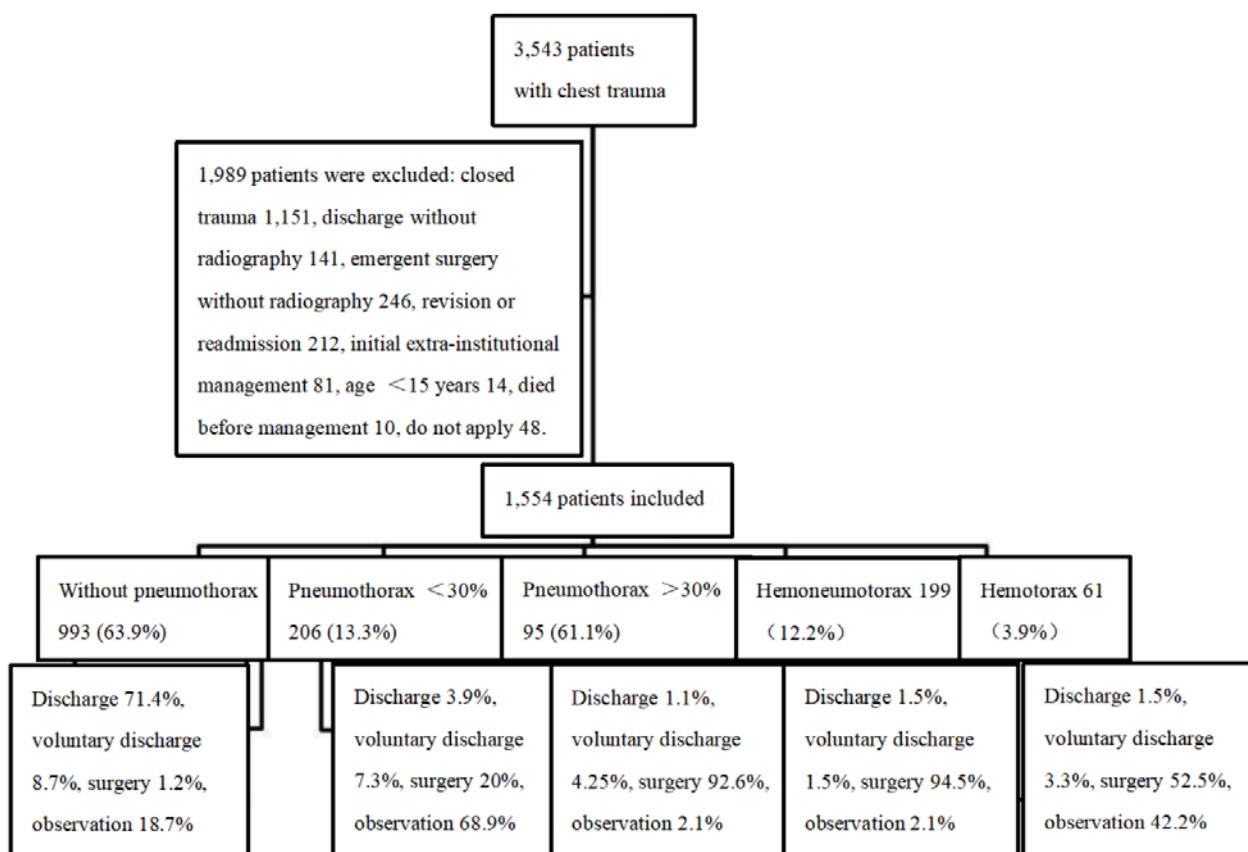 3,543 patients
with chest trauma
1,989 patients were excluded: closed
trauma 1,151, discharge without
radiography 141, emergent surgery
without radiography 246, revision or
readmission 212, initial extra-institutional
management 81, age <15 years 14, died
before management 10, do not apply 48.
1,554 patients included
Without pneumothorax
993 (63.9%)
Pneumothorax <30%
206 (13.3%)
Pneumothorax >30%
95 (61.1%)
Hemoneumotorax 199
(12.2%)
Hemotorax 61
(3.9%)
Discharge 71.4%,
voluntary discharge
8.7%, surgery 1.2%,
observation 18.7%
Discharge 3.9%,
voluntary discharge
7.3%, surgery 20%,
observation 68.9%
Discharge 1.1%,
voluntary discharge
4.25%, surgery 92.6%,
observation 2.1%
Discharge 1.5%,
voluntary discharge
1.5%, surgery 94.5%,
observation 2.1%
Discharge 1.5%,
voluntary discharge
3.3%, surgery 52.5%,
observation 42.2%